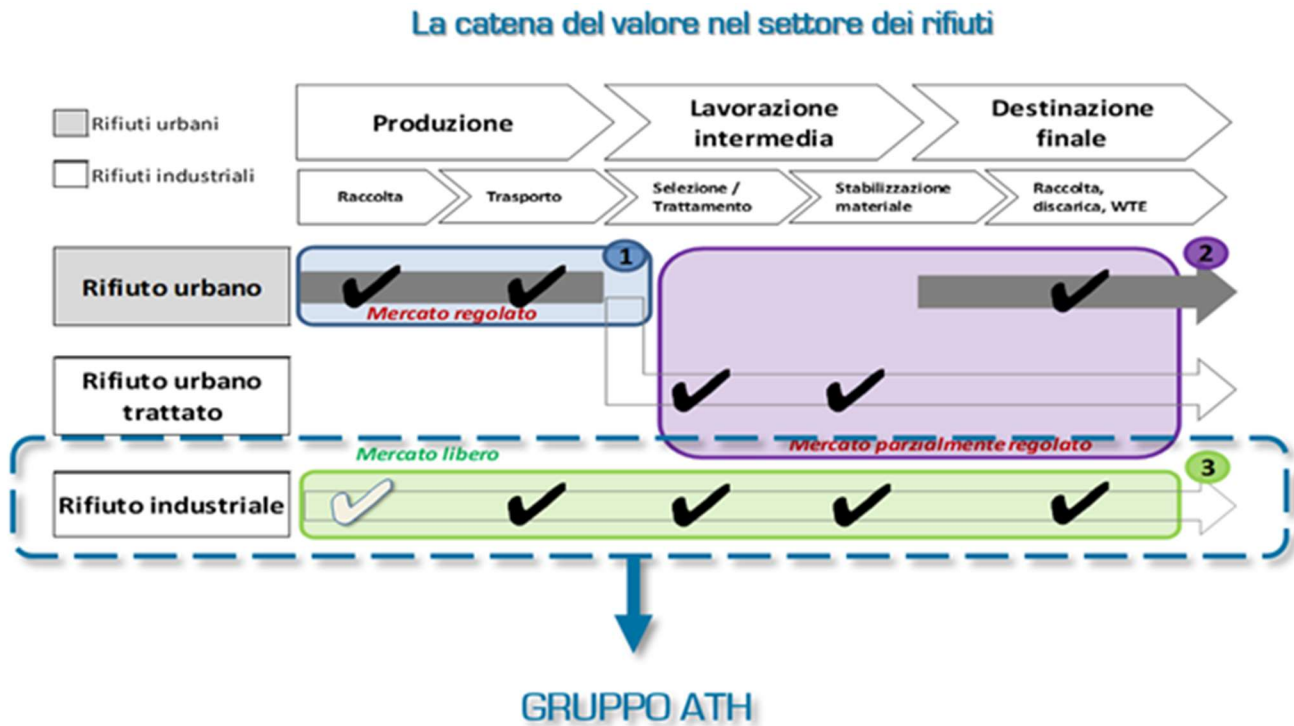 La catena del valore nel settore dei rifiuti
Rifiuti urbani
Rifiuti industriali
Produzione
Lavorazione
intermedia
Destinazione
finale
Raccolta
Trasporto
Selezione /
Trattamento
Stabilizzazione
materiale
Raccolta,
discarica, WTE
Rifiuto urbano
1
2
Mercato regolato
Rifiuto urbano
trattato
Mercato parzialmente regolato
Mercato libero
3
Rifiuto industriale
GRUPPO ATH